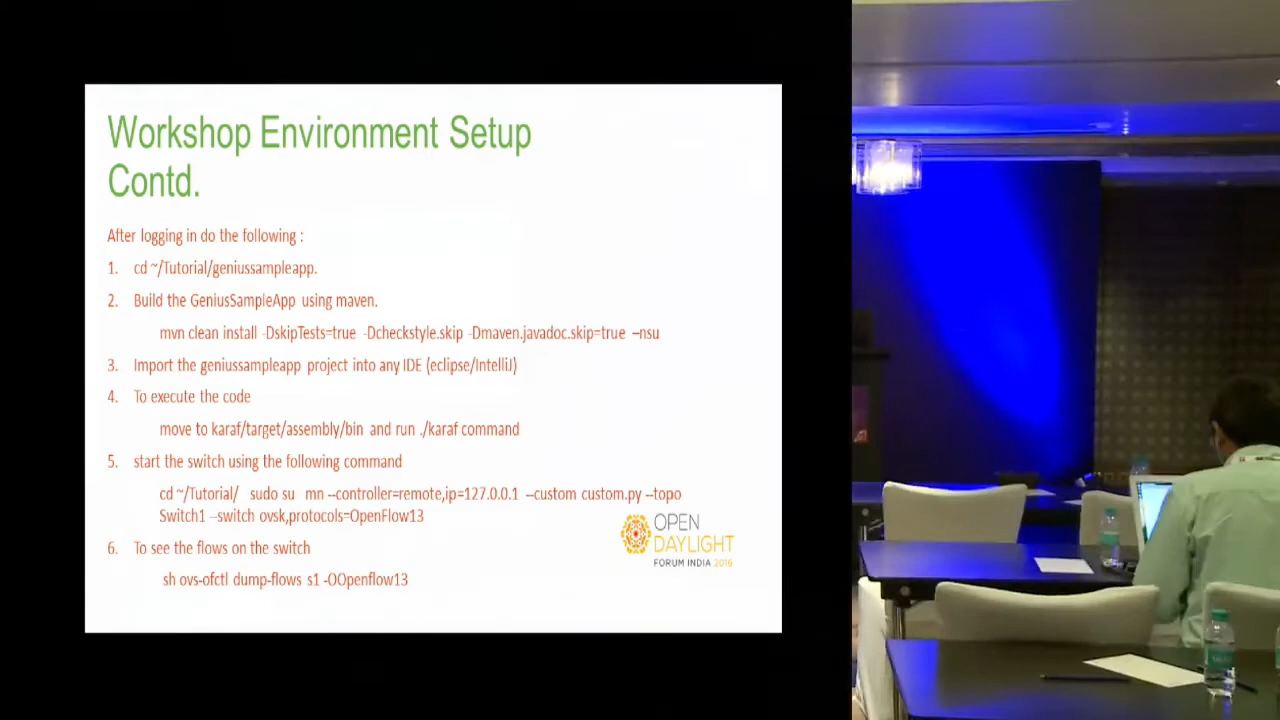 Workshop Environment Setup
Contd.
After logging in do the following :
1. cd ~/Tutorial/geniussampleapp.
2. Build the GeniusSampleApp using maven.
mvn clean install -DskipTests=true -Dcheckstyle.skip -Dmaven.javadoc.skip=true –nsu
3. Import the geniussampleapp project into any IDE (eclipse/IntelliJ)
4. To execute the code
move to karaf/target/assembly/bin and run ./karaf command
5. start the switch using the following command
cd ~/Tutorial/ sudo su mn --controller=remote,ip=127.0.0.1 --custom custom.py --topo
Switch1 --switch ovsk,protocols=OpenFlow13
6. To see the flows on the switch
sh ovs-ofctl dump-flows s1 -OOpenflow13
OPEN
DAYLIGHT
FORUM INDIA 2016